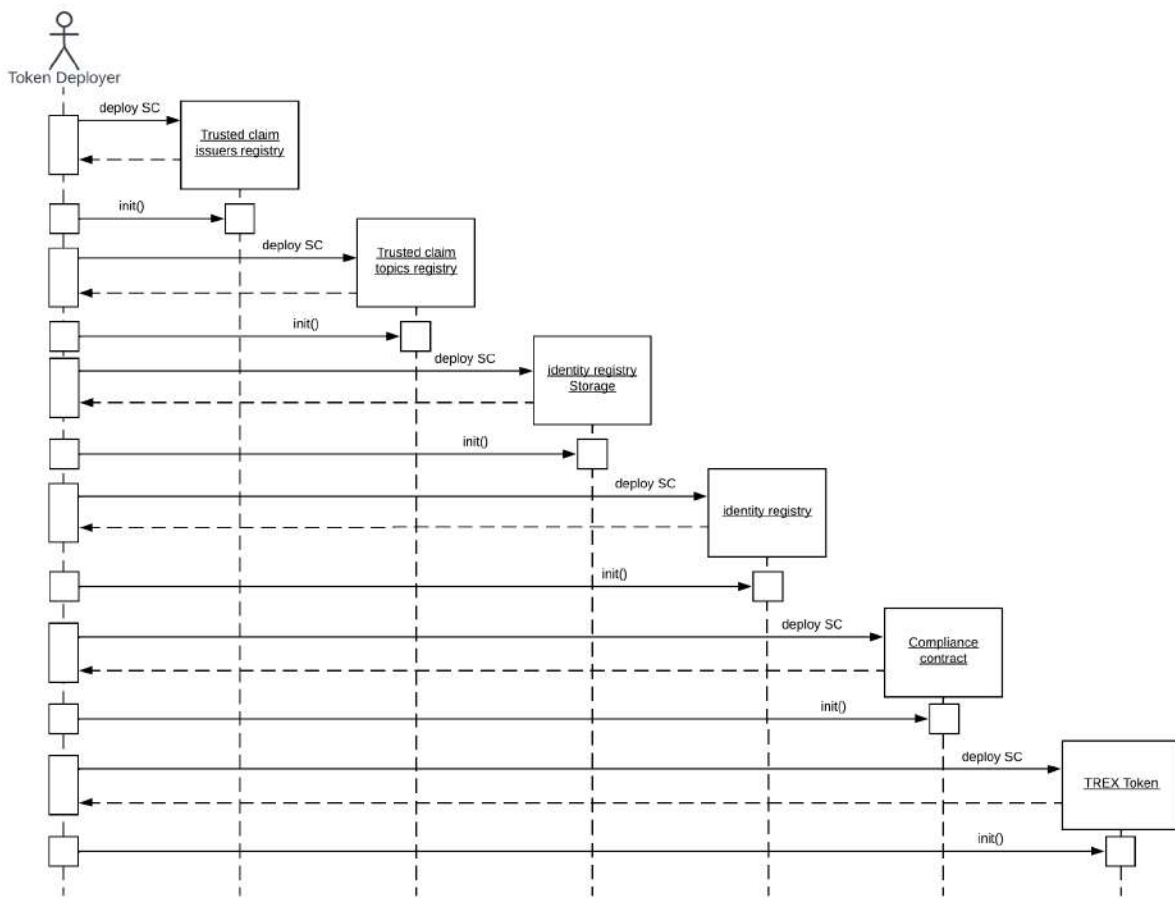 Token Deployer
deploy SC
Trusted claim
issuers registry
init()
deploy SC
Trusted claim
topics registry
init()
deploy SC
identity registry
Storage
init()
deploy SC
identity registry
init()
deploy SC
Compliance
contract
init()
deploy SC
TREX Token
init()